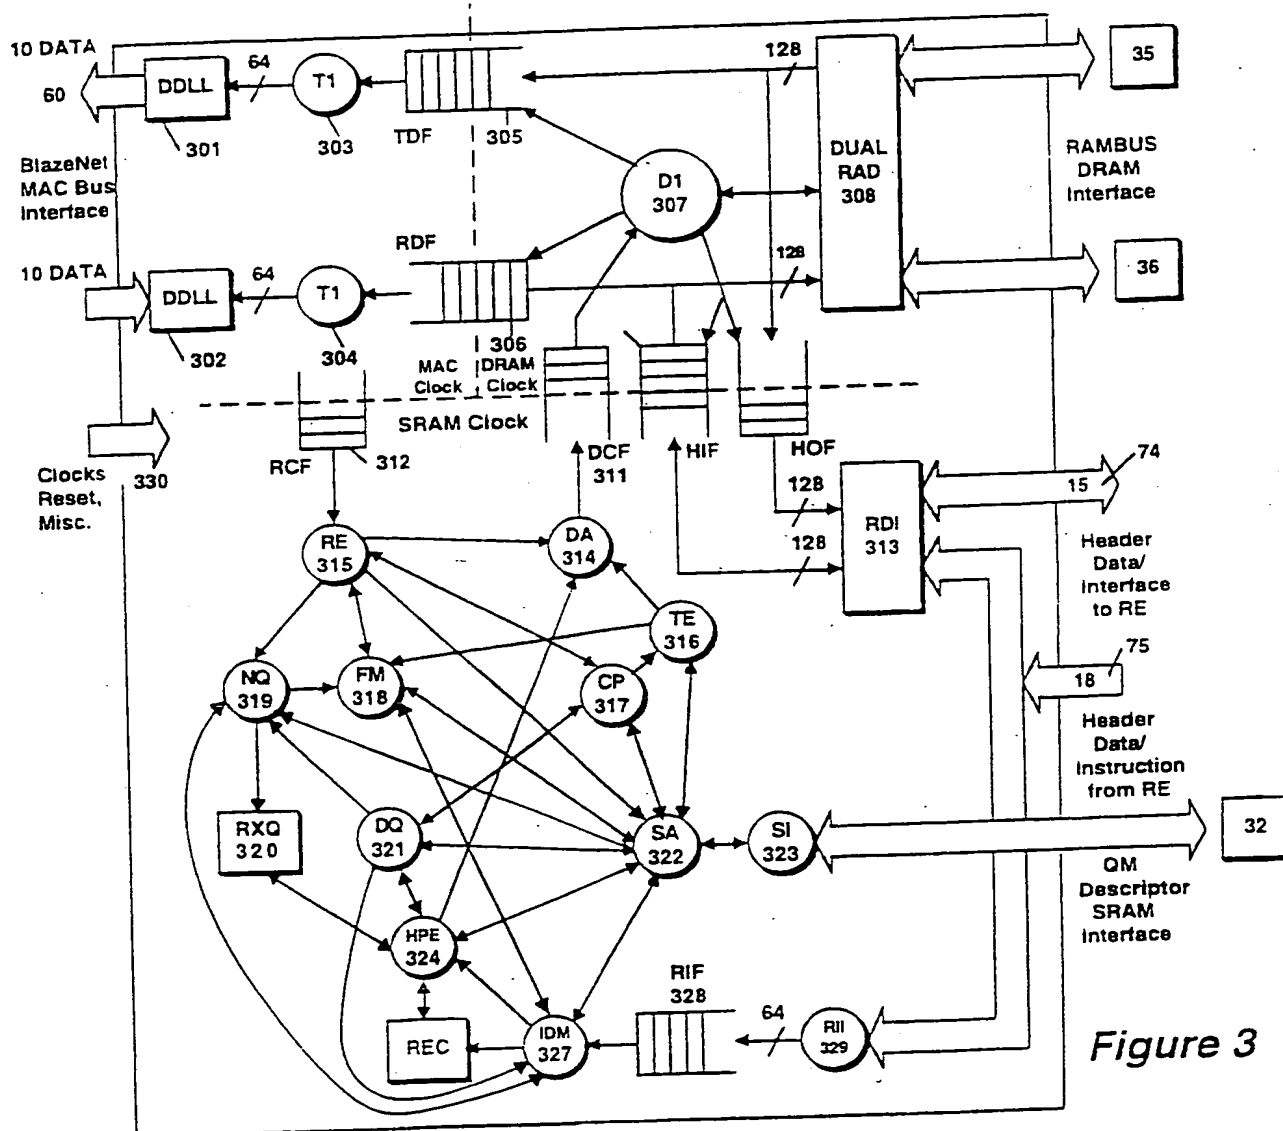 10 DATA
60
DDLL
301
64
T1
303
TDF
305
128
DUAL
RAD
308
35
RAMBUS
DRAM
Interface
BlazeNet
MAC Bus
Interface
D1
307
10 DATA
DDLL
302
64
T1
304
RDF
306
128
36
MAC
Clock
DRAM
Clock
SRAM Clock
Clocks
Reset,
Misc.
330
RCF
312
DCF
311
HIF
HOF
128
128
RDI
313
74
15
Header
Data/
Interface
to RE
75
18
Header
Data/
Instruction
from RE
RE
315
DA
314
TE
316
NQ
319
FM
318
CP
317
RXQ
320
DQ
321
SA
322
SI
323
32
QM
Descriptor
SRAM
Interface
HPE
324
REC
IDM
327
RIF
328
64
RII
329
Figure 3